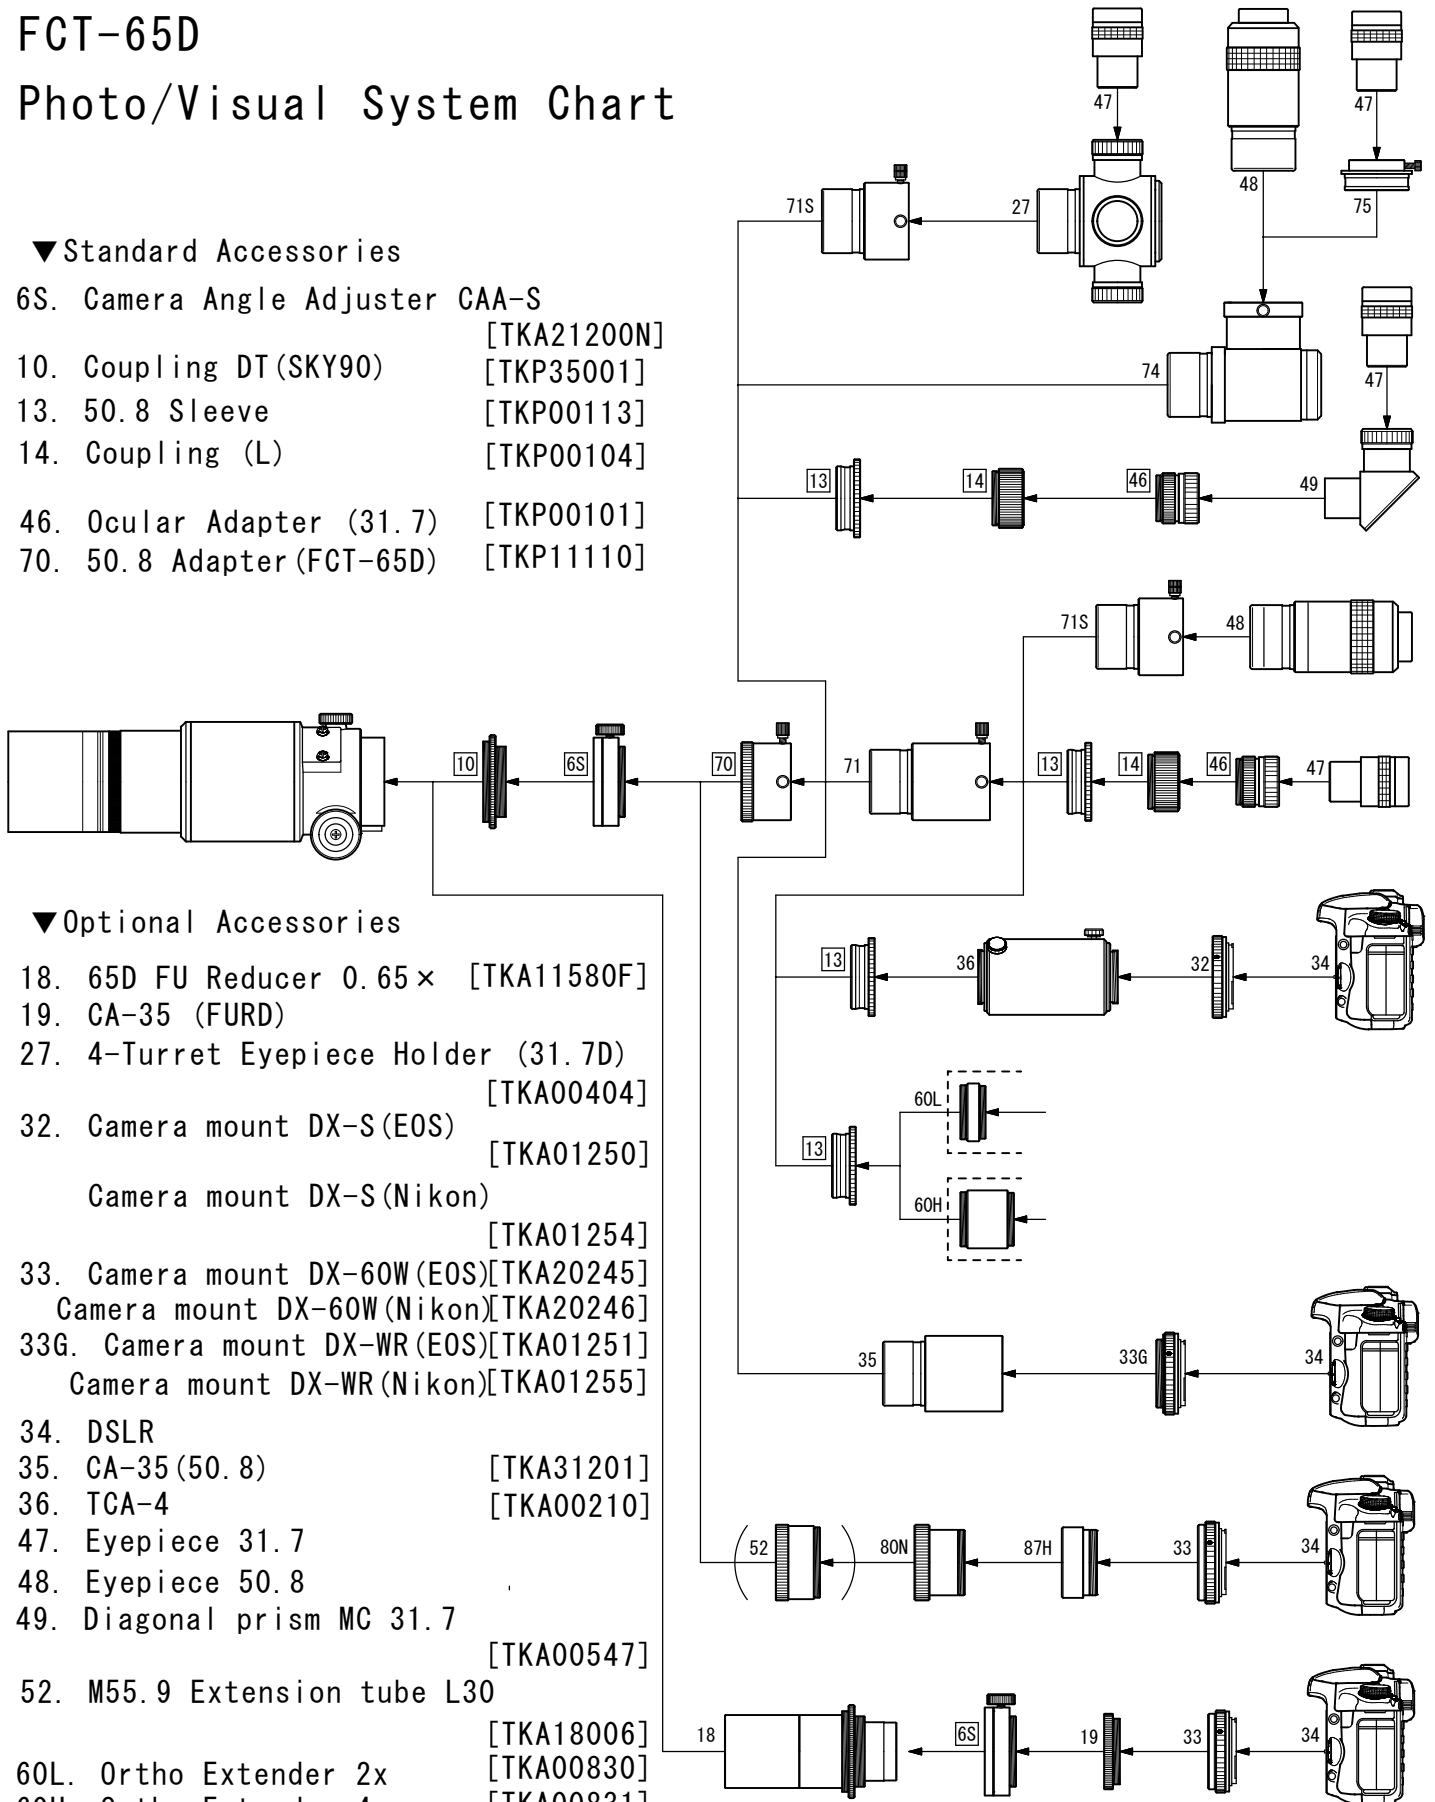 FCT-65D
Photo/Visual System Chart
▼Standard Accessories
6S. Camera Angle Adjuster CAA-S
[TKA21200N]
10. Coupling DT(SKY90) [TKP35001]
13. 50.8 Sleeve [TKP00113]
14. Coupling (L) [TKP00104]
46. Ocular Adapter (31.7) [TKP00101]
70. 50.8 Adapter(FCT-65D) [TKP11110]
▼Optional Accessories
18. 65D FU Reducer 0.65× [TKA11580F]
19. CA-35 (FURD)
27. 4-Turret Eyepiece Holder (31.7D)
[TKA00404]
32. Camera mount DX-S(EOS)
[TKA01250]
Camera mount DX-S(Nikon)
[TKA01254]
33. Camera mount DX-60W(EOS)[TKA20245]
Camera mount DX-60W(Nikon)[TKA20246]
33G. Camera mount DX-WR(EOS)[TKA01251]
Camera mount DX-WR(Nikon)[TKA01255]
34. DSLR
35. CA-35(50.8) [TKA31201]
36. TCA-4 [TKA00210]
47. Eyepiece 31.7
48. Eyepiece 50.8
49. Diagonal prism MC 31.7
[TKA00547]
52. M55.9 Extension tube L30
[TKA18006]
60L. Ortho Extender 2x [TKA00830]
47
48
47
75
71S 27
74
47
13 14 46 49
71S 48
10 6S 70 71 13 14 46 47
13 36 32 34
60L
13
60H
35 33G 34
52 80N 87H 33 34
18 6S 19 33 34